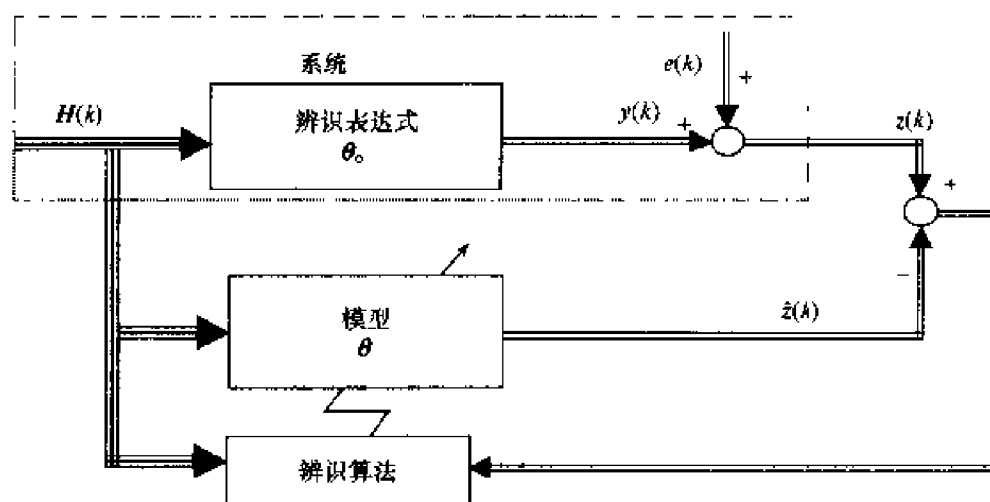 系统
e(k)
+
H(k)
辨识表达式
θ₀
y(k)
+
z(k)
+
−
模型
θ
ẑ(k)
辨识算法